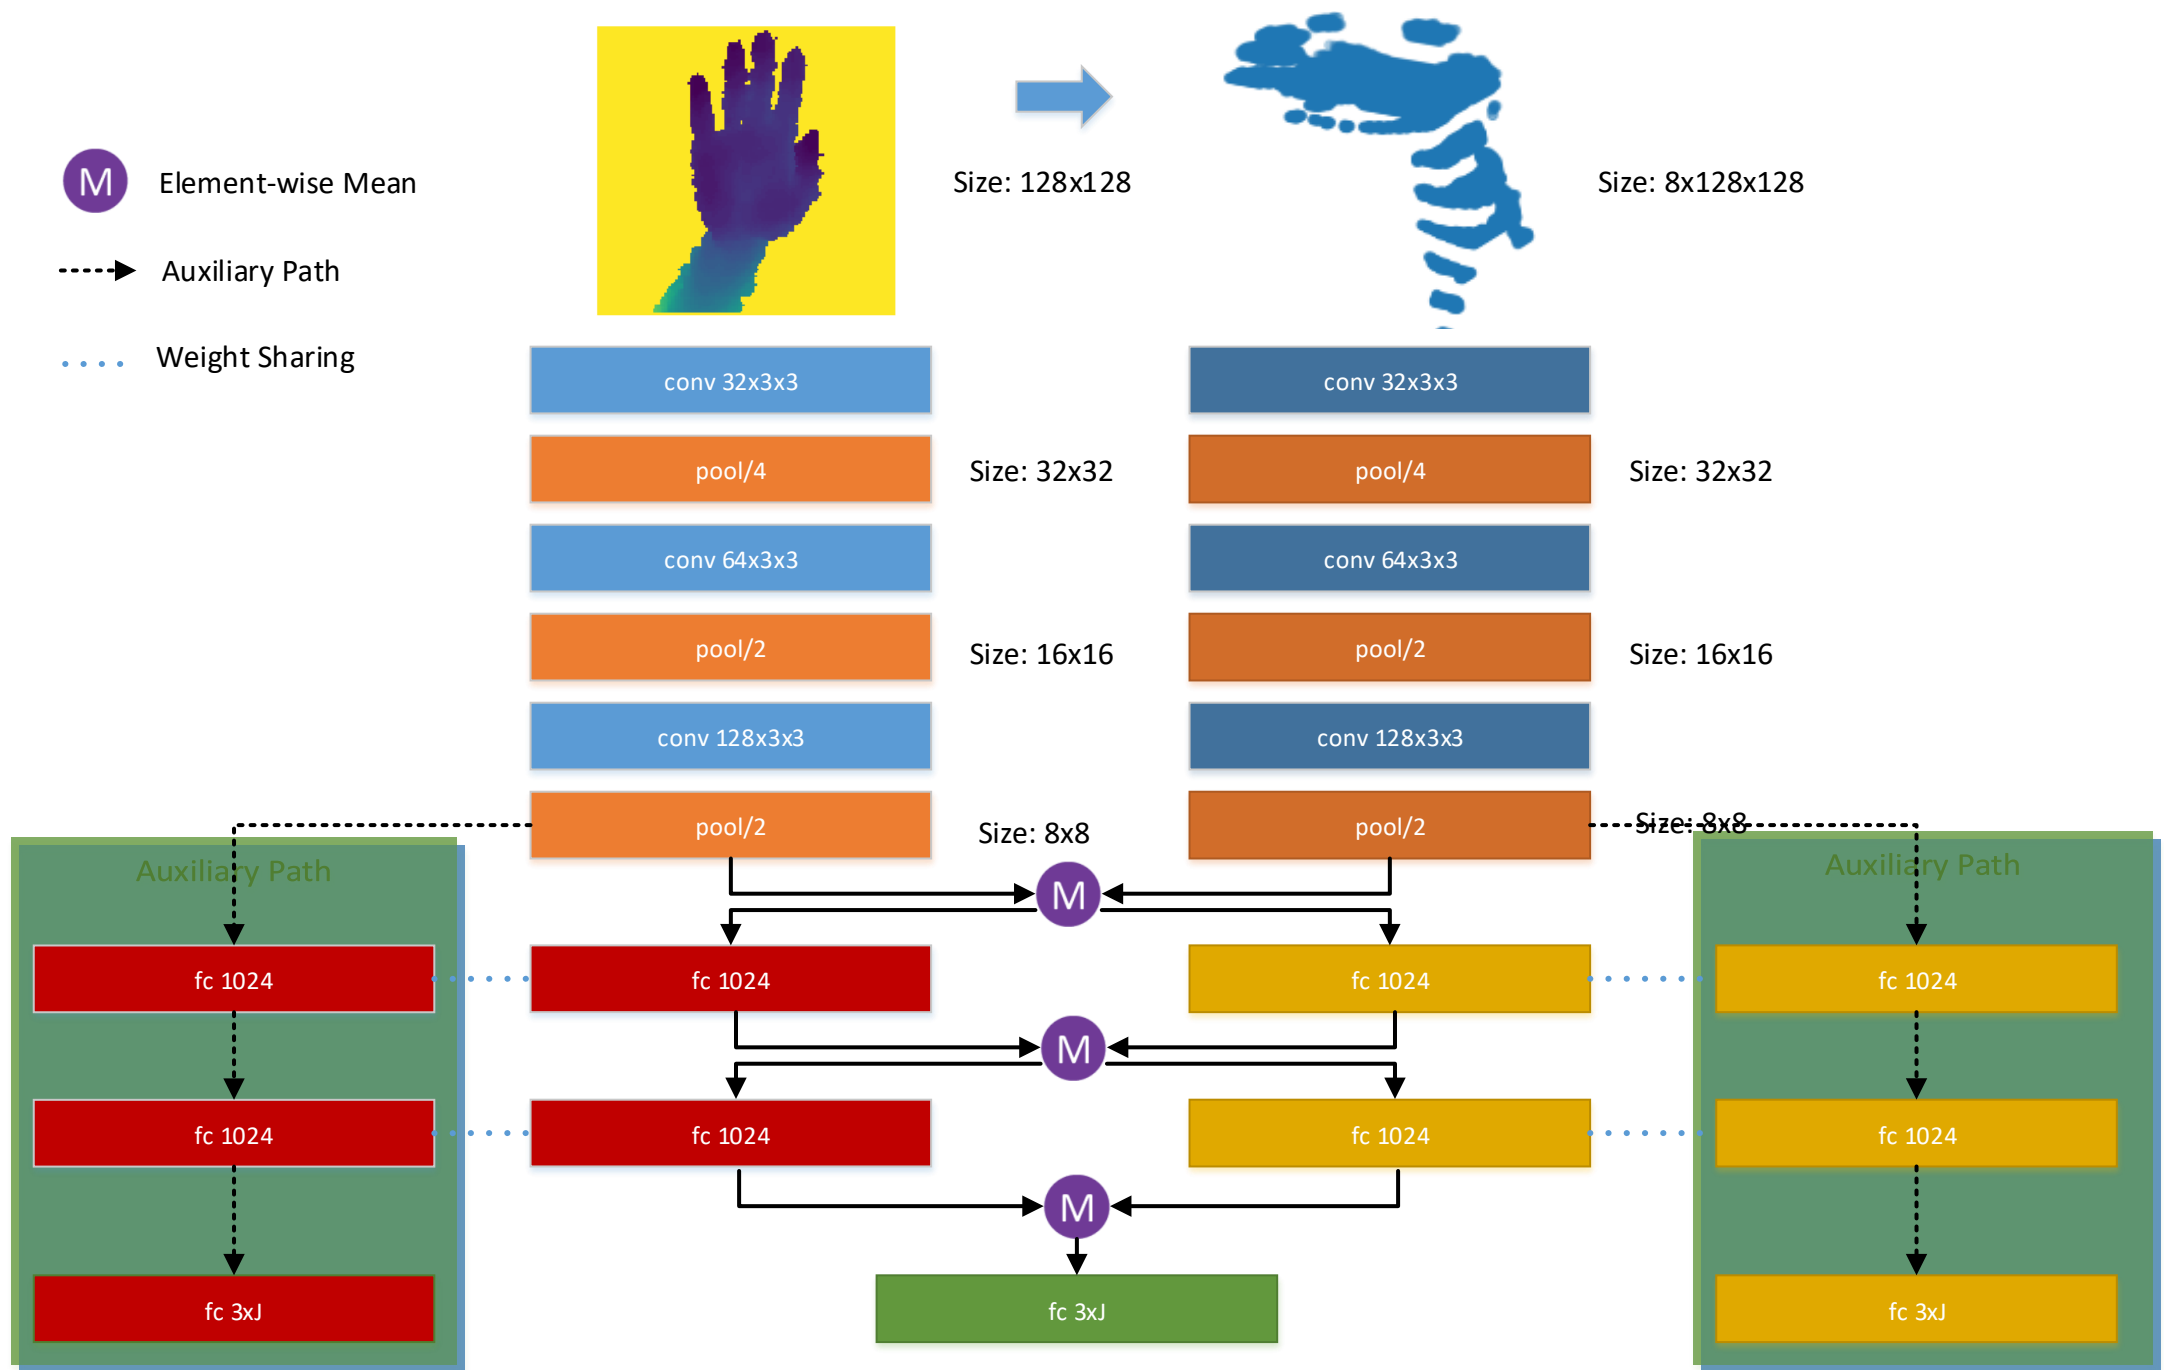 M Element-wise Mean
Auxiliary Path
Weight Sharing
Size: 128x128
Size: 8x128x128
conv 32x3x3
conv 32x3x3
pool/4
Size: 32x32
pool/4
Size: 32x32
conv 64x3x3
conv 64x3x3
pool/2
Size: 16x16
pool/2
Size: 16x16
conv 128x3x3
conv 128x3x3
pool/2
Size: 8x8
pool/2
Size: 8x8
Auxiliary Path
M
Auxiliary Path
fc 1024
fc 1024
fc 1024
fc 1024
M
fc 1024
fc 1024
fc 1024
fc 1024
M
fc 3xJ
fc 3xJ
fc 3xJ